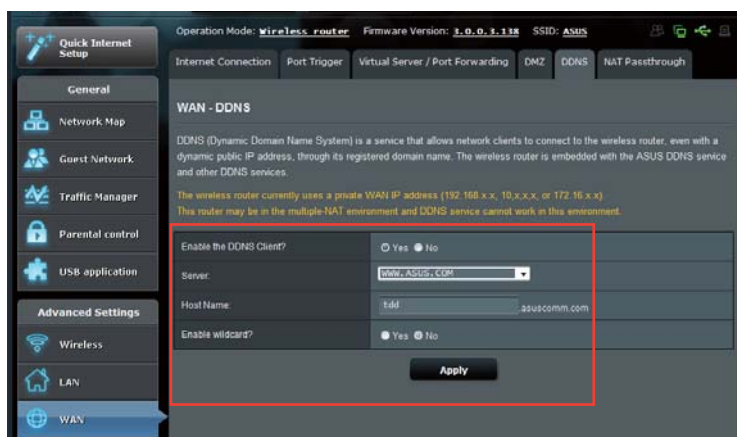 Quick Internet
Setup
Operation Mode: Wireless router Firmware Version: 3.0.0.3.138 SSID: ASUS
Internet Connection Port Trigger Virtual Server / Port Forwarding DMZ DDNS NAT Passthrough
General
Network Map
Guest Network
Traffic Manager
Parental control
USB application
Advanced Settings
Wireless
LAN
WAN
WAN - DDNS
DDNS (Dynamic Domain Name System) is a service that allows network clients to connect to the wireless router, even with a
dynamic public IP address, through its registered domain name. The wireless router is embedded with the ASUS DDNS service
and other DDNS services.
The wireless router currently uses a private WAN IP address (192.168.x.x, 10,x,x,x, or 172.16.x.x).
This router may be in the multiple-NAT environment and DDNS service cannot work in this environment.
Enable the DDNS Client? Yes No
Server: WWW.ASUS.COM
Host Name: tdd .asuscomm.com
Enable wildcard? Yes No
Apply